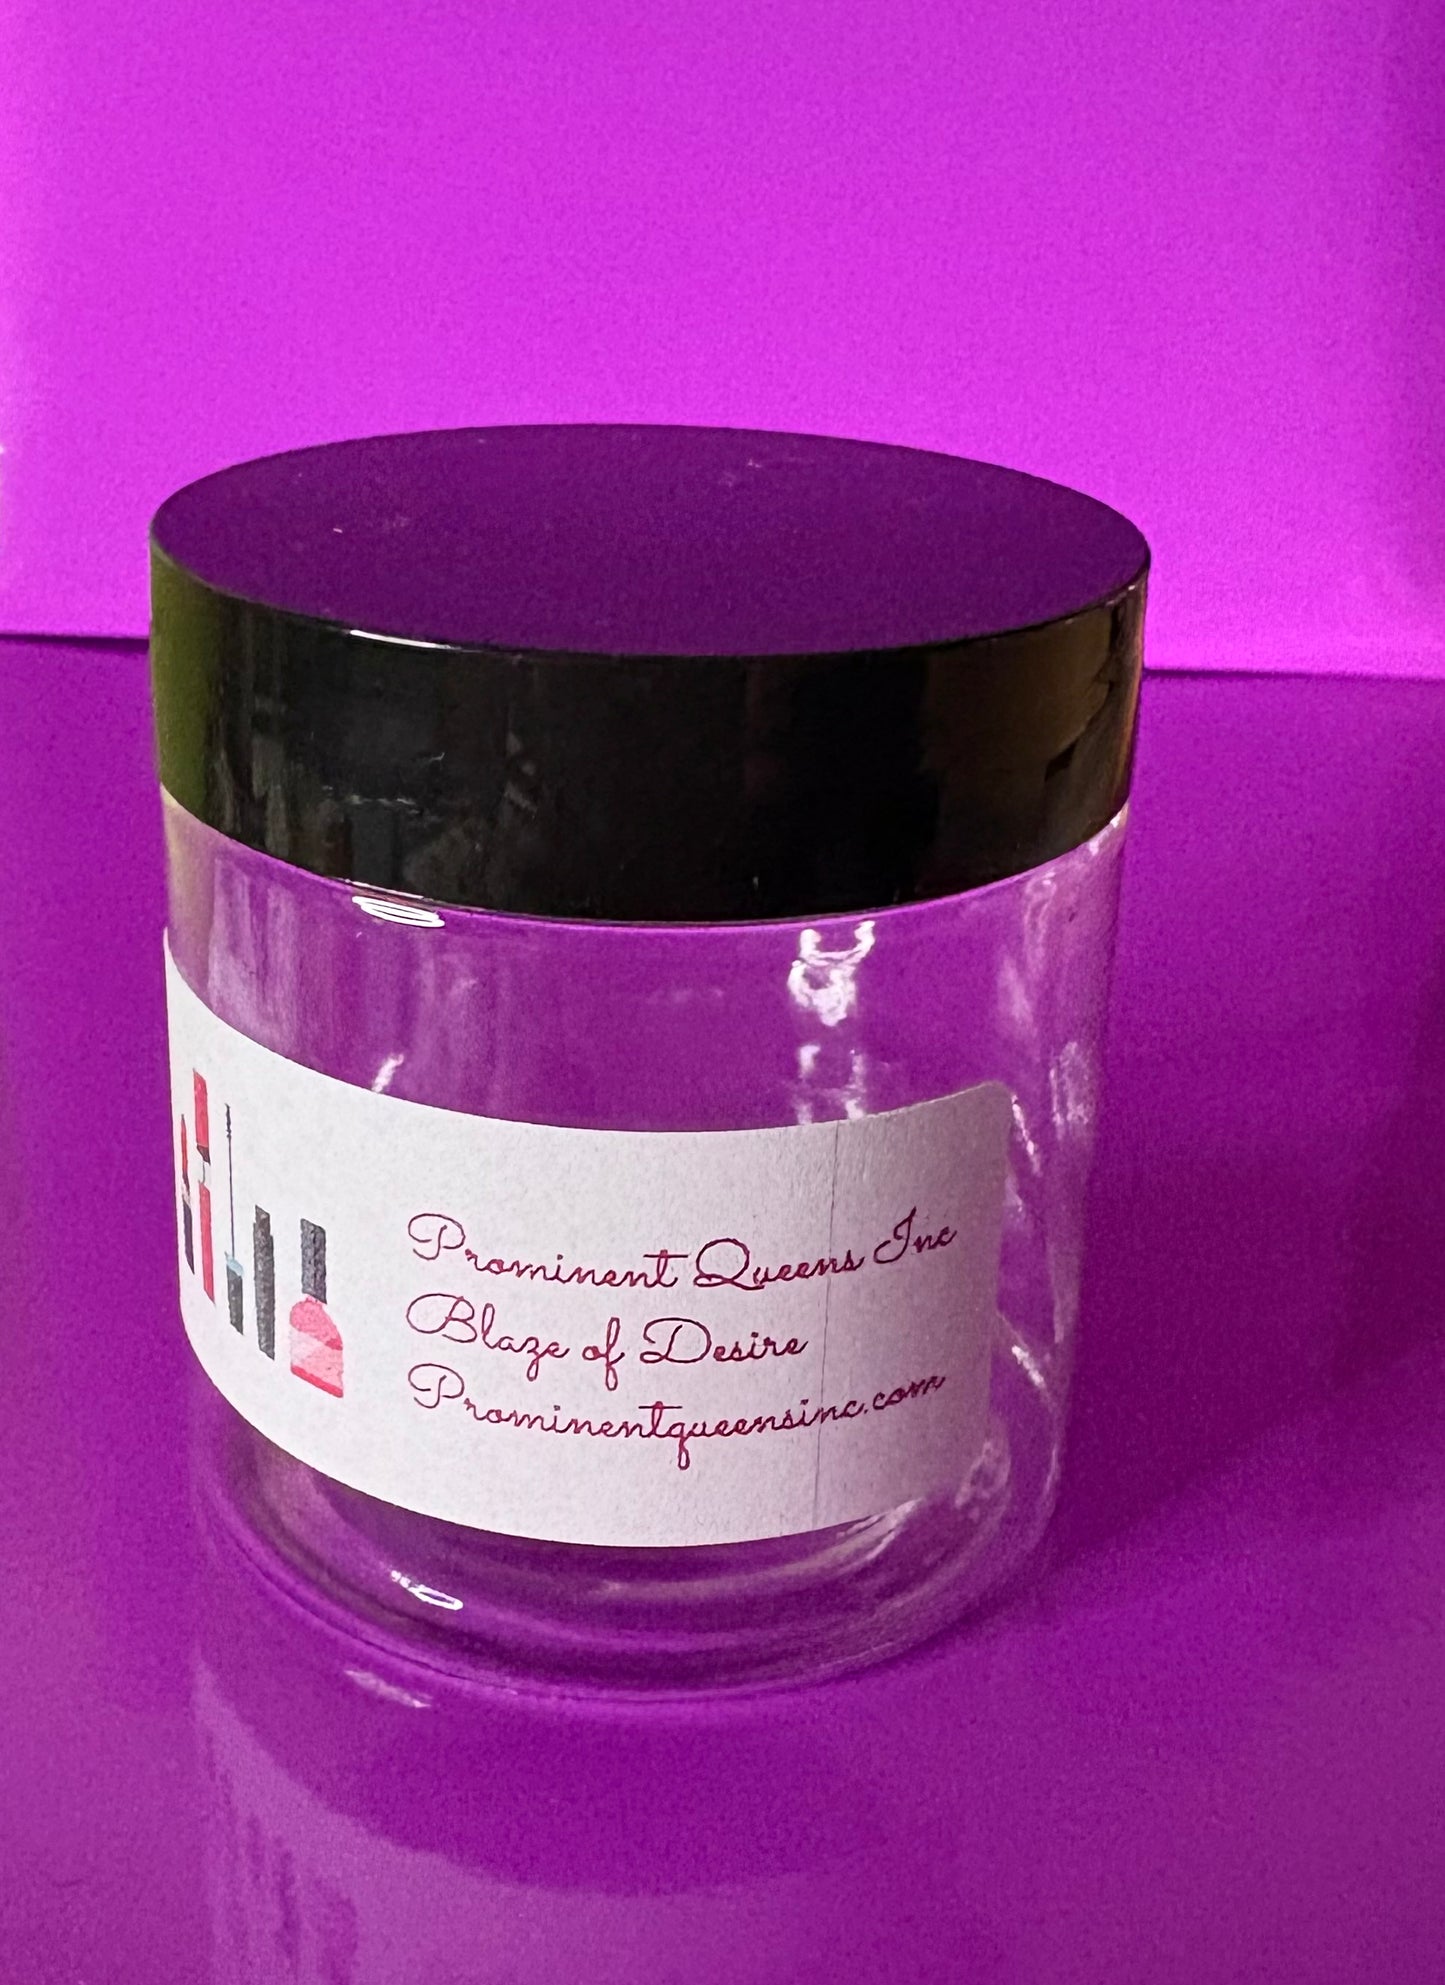 Prominent Queens Inc
Blaze of Desire
Prominentqueensinc.com